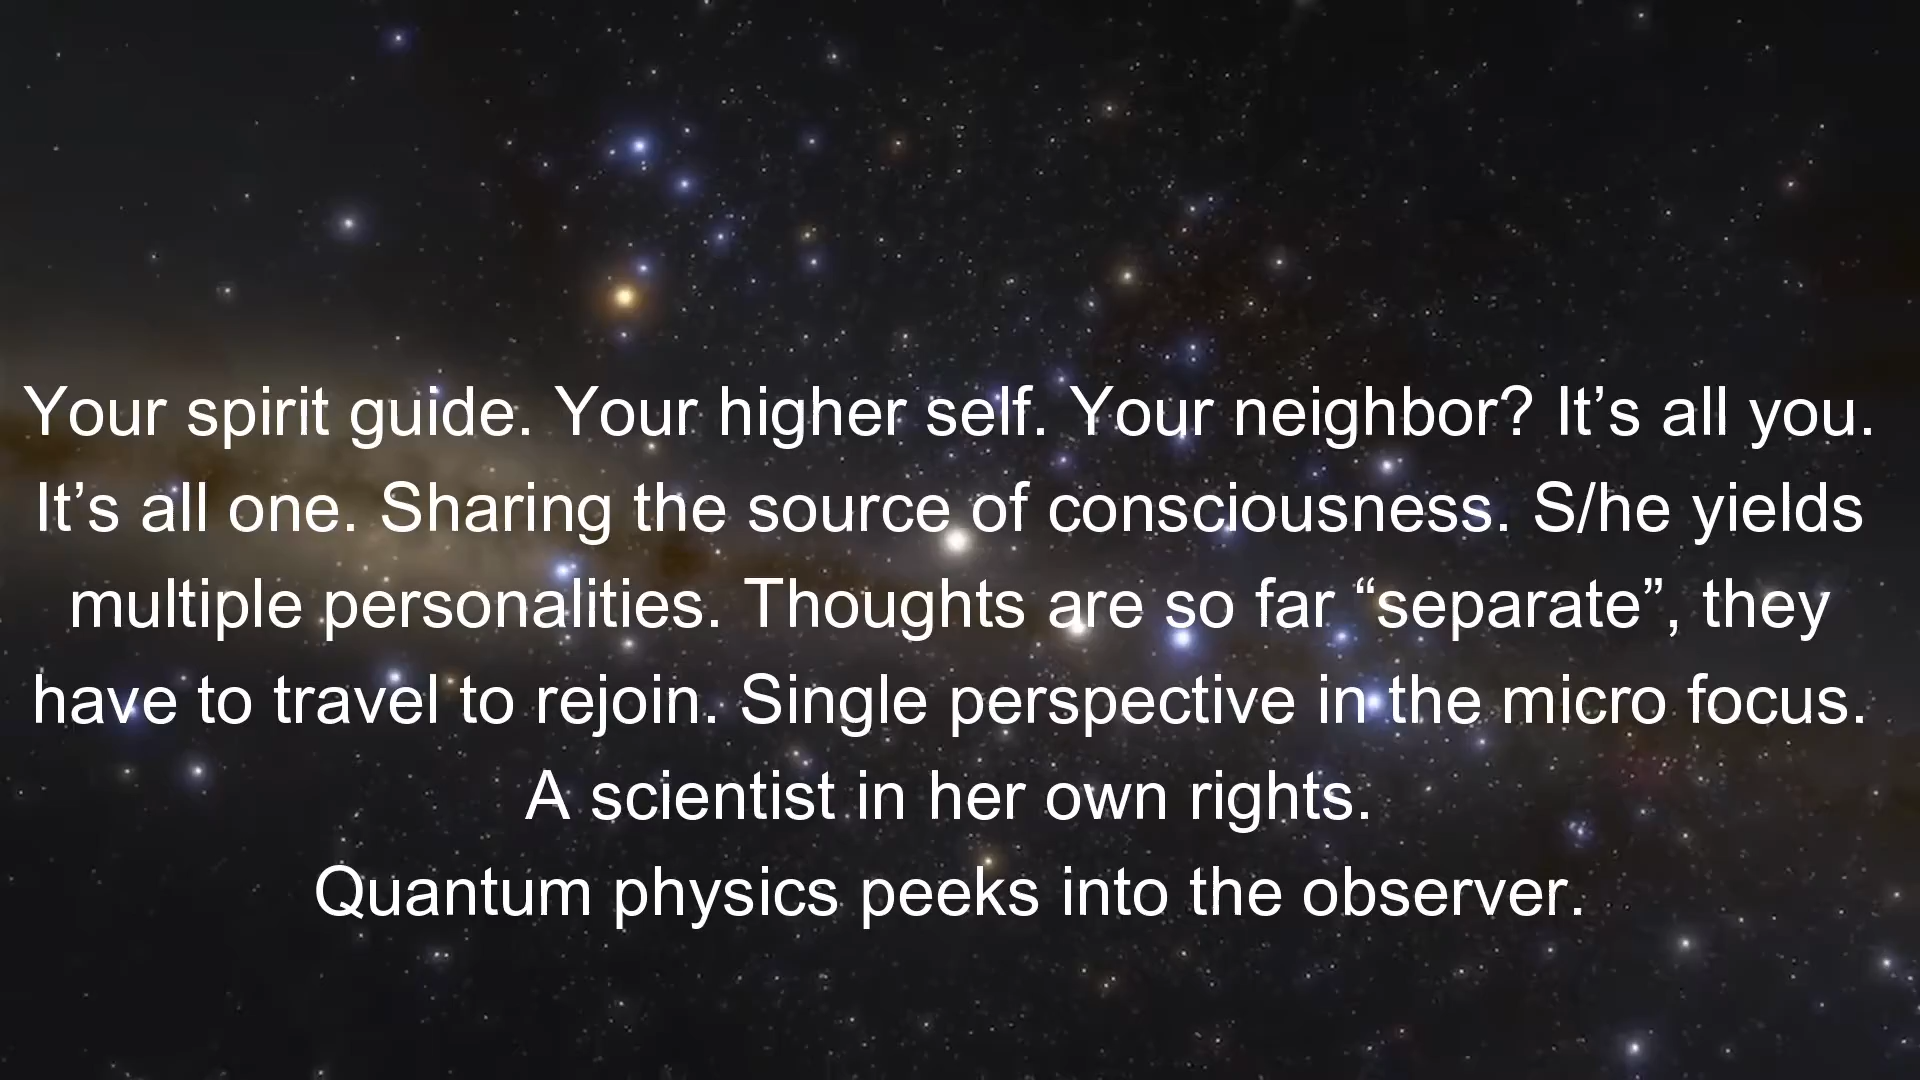 Your spirit guide. Your higher self. Your neighbor? It’s all you.
It’s all one. Sharing the source of consciousness. S/he yields
multiple personalities. Thoughts are so far “separate”, they
have to travel to rejoin. Single perspective in the micro focus.
A scientist in her own rights.
Quantum physics peeks into the observer.